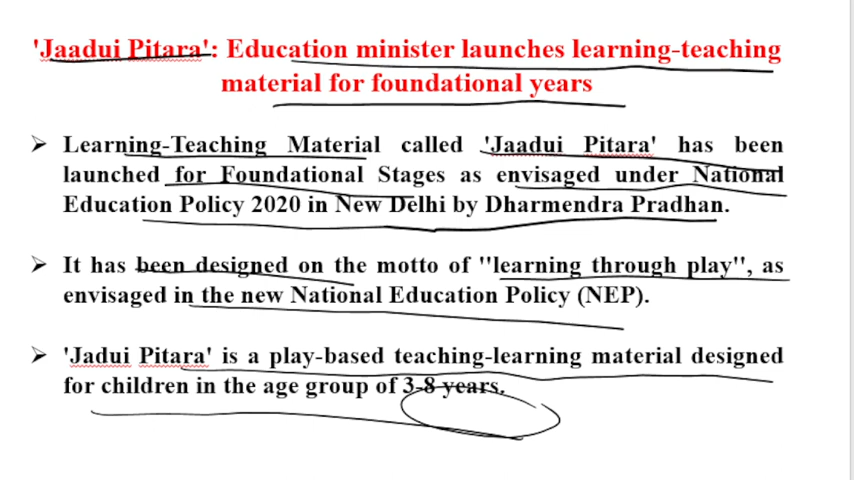 'Jaadui Pitara': Education minister launches learning-teaching
material for foundational years
➢ Learning-Teaching Material called 'Jaadui Pitara' has been
launched for Foundational Stages as envisaged under National
Education Policy 2020 in New Delhi by Dharmendra Pradhan.
➢ It has been designed on the motto of "learning through play", as
envisaged in the new National Education Policy (NEP).
➢ 'Jadui Pitara' is a play-based teaching-learning material designed
for children in the age group of 3-8 years.